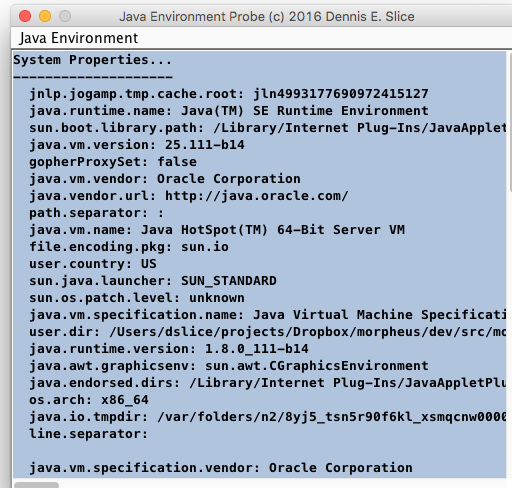 Java Environment Probe (c) 2016 Dennis E. Slice
Java Environment
System Properties...
--------------------
jnlp.jogamp.tmp.cache.root: jln4993177690972415127
java.runtime.name: Java(TM) SE Runtime Environment
sun.boot.library.path: /Library/Internet Plug-Ins/JavaApplet
java.vm.version: 25.111-b14
gopherProxySet: false
java.vm.vendor: Oracle Corporation
java.vendor.url: http://java.oracle.com/
path.separator: :
java.vm.name: Java HotSpot(TM) 64-Bit Server VM
file.encoding.pkg: sun.io
user.country: US
sun.java.launcher: SUN_STANDARD
sun.os.patch.level: unknown
java.vm.specification.name: Java Virtual Machine Specificati
user.dir: /Users/dslice/projects/Dropbox/morpheus/dev/src/mo
java.runtime.version: 1.8.0_111-b14
java.awt.graphicsenv: sun.awt.CGraphicsEnvironment
java.endorsed.dirs: /Library/Internet Plug-Ins/JavaAppletPlu
os.arch: x86_64
java.io.tmpdir: /var/folders/n2/8yj5_tsn5r90f6kl_xsmqcnw0000
line.separator:
java.vm.specification.vendor: Oracle Corporation